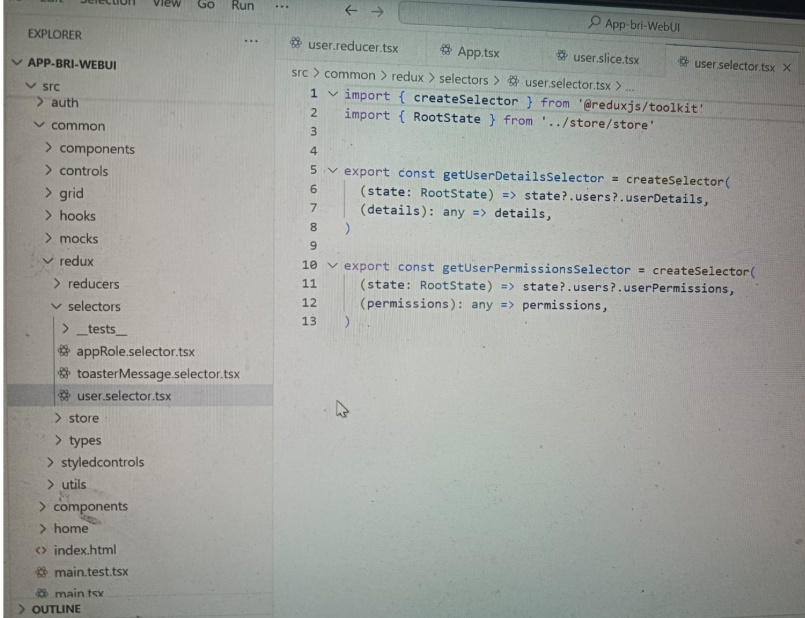 Selection View Go Run ...
App-bri-WebUI
EXPLORER ...
APP-BRI-WEBUI
src
auth
common
components
controls
grid
hooks
mocks
redux
reducers
selectors
__tests__
appRole.selector.tsx
toasterMessage.selector.tsx
user.selector.tsx
store
types
styledcontrols
utils
components
home
index.html
main.test.tsx
main.tsx
OUTLINE
user.reducer.tsx App.tsx user.slice.tsx user.selector.tsx
src > common > redux > selectors > user.selector.tsx > ...
1 import { createSelector } from '@reduxjs/toolkit'
2 import { RootState } from '../store/store'
3
4
5 export const getUserDetailsSelector = createSelector(
6 (state: RootState) => state?.users?.userDetails,
7 (details): any => details,
8 )
9
10 export const getUserPermissionsSelector = createSelector(
11 (state: RootState) => state?.users?.userPermissions,
12 (permissions): any => permissions,
13 )